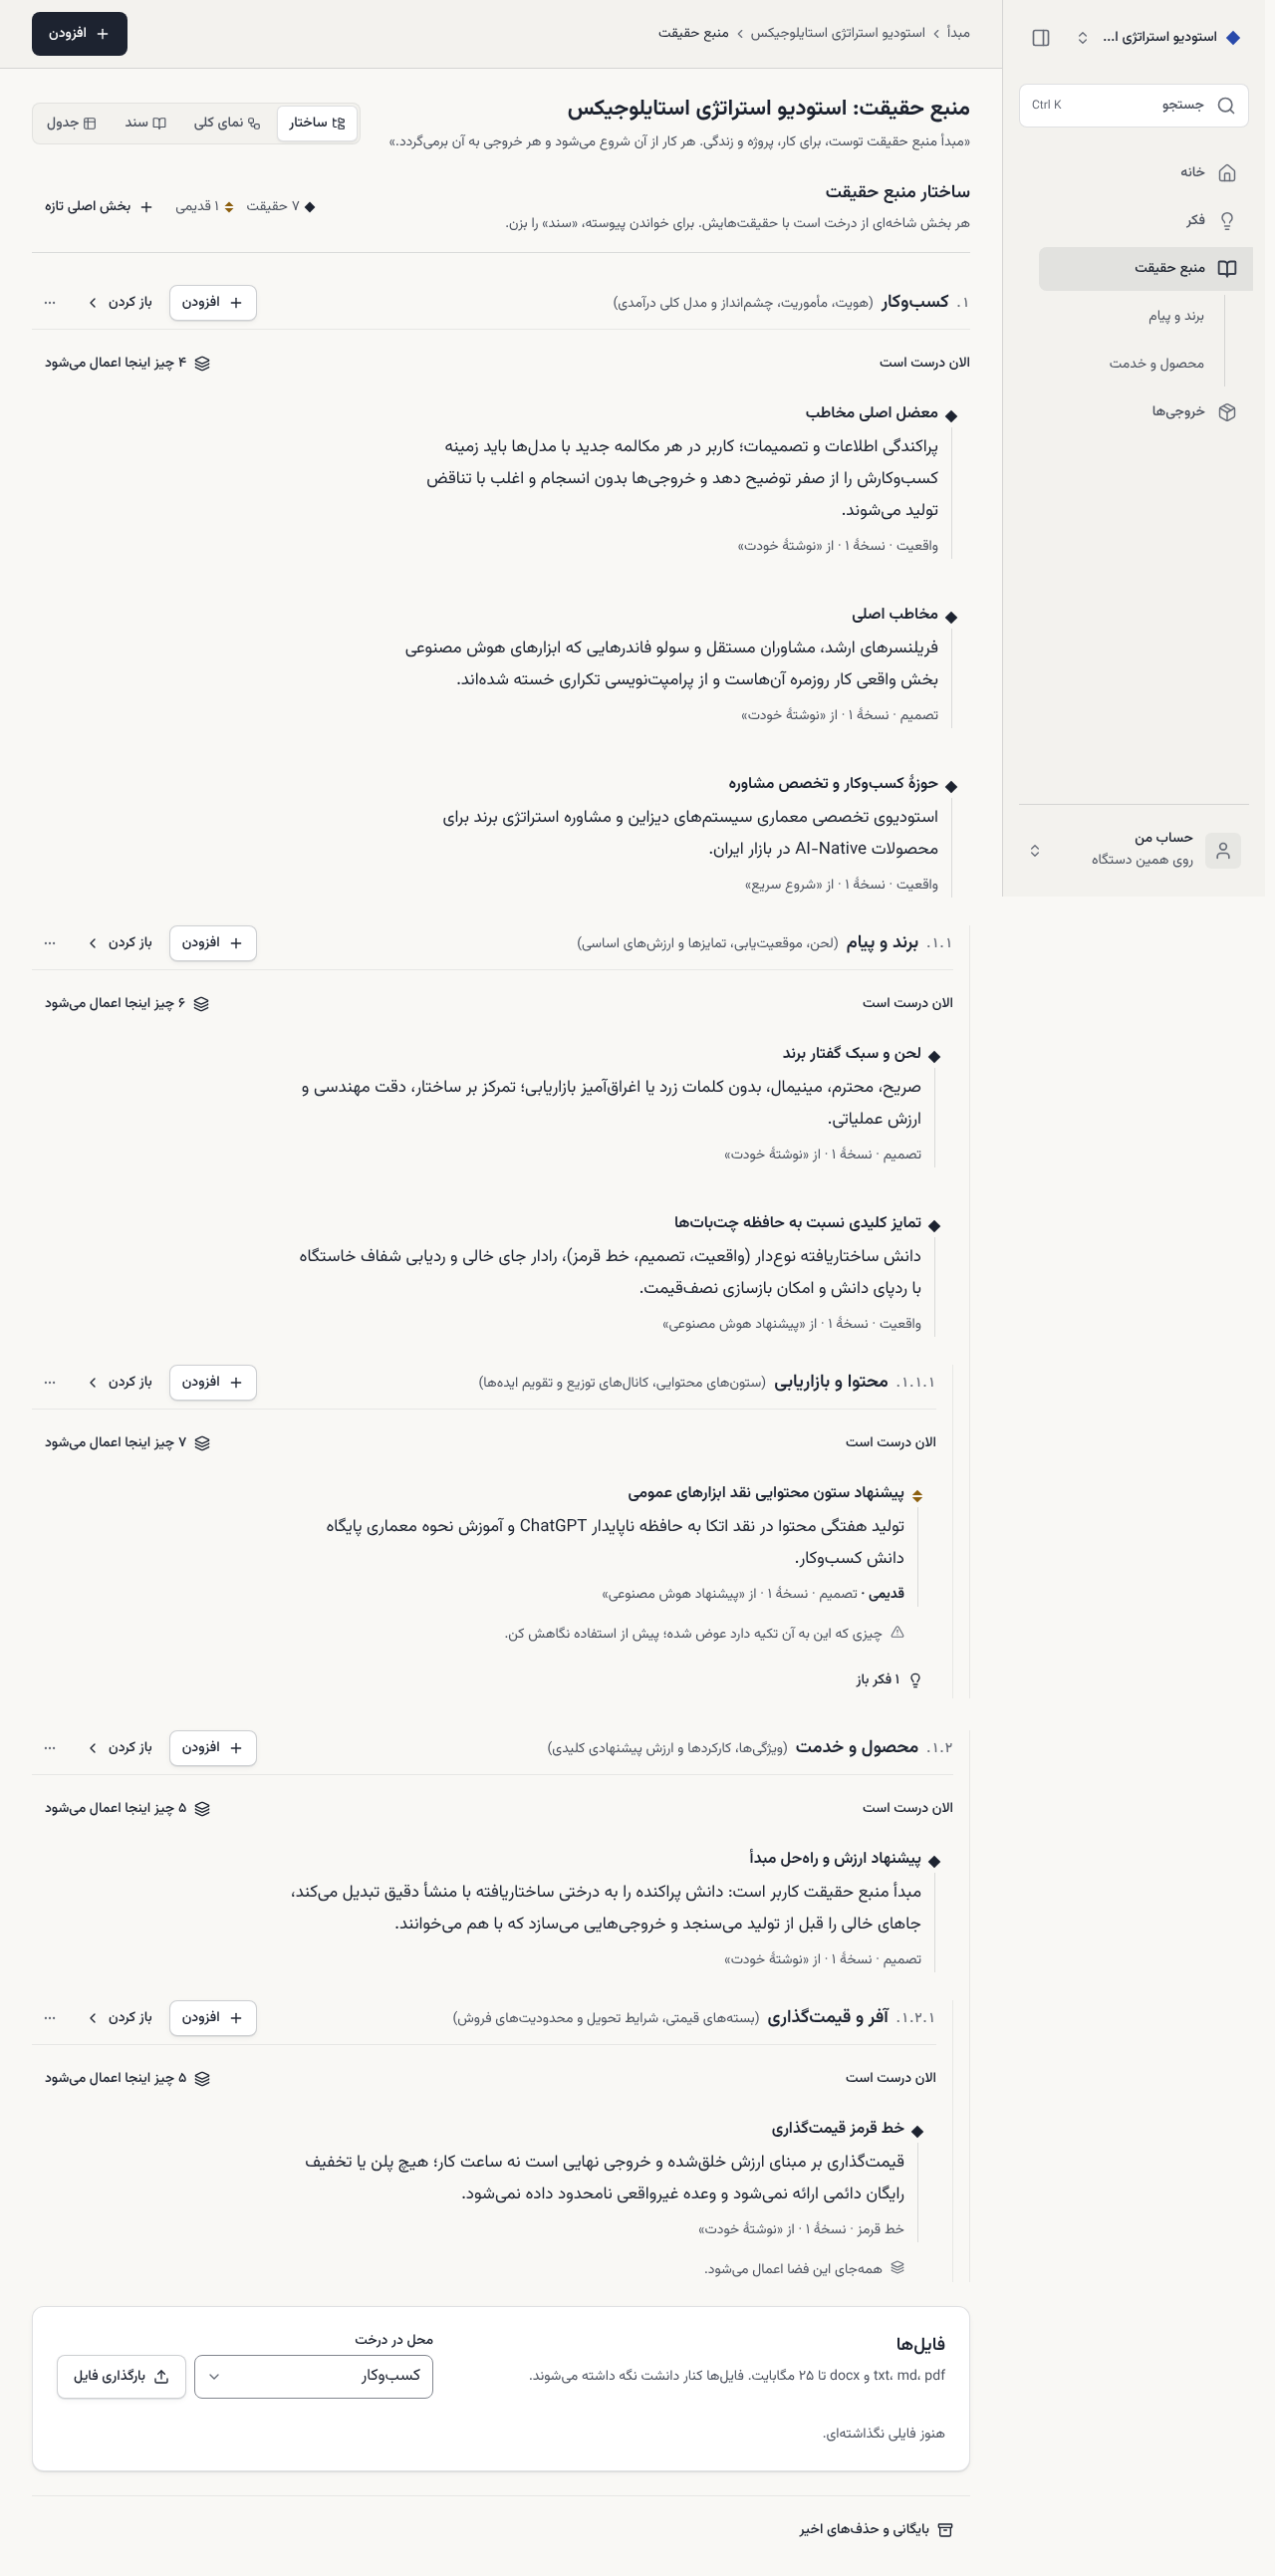 استودیو استراتژی ا...
جستجو
Ctrl K
خانه
فکر
منبع حقیقت
برند و پیام
محصول و خدمت
خروجی‌ها
حساب من
روی همین دستگاه
مبدأ › استودیو استراتژی استایلوجیکس › منبع حقیقت
افزودن
منبع حقیقت: استودیو استراتژی استایلوجیکس
«مبدأ منبع حقیقت توست، برای کار، پروژه و زندگی. هر کار از آن شروع می‌شود و هر خروجی به آن برمی‌گردد.»
ساختار
نمای کلی
سند
جدول
ساختار منبع حقیقت
هر بخش شاخه‌ای از درخت است با حقیقت‌هایش. برای خواندن پیوسته، «سند» را بزن.
۷ حقیقت
۱ قدیمی
بخش اصلی تازه
۱. کسب‌وکار (هویت، مأموریت، چشم‌انداز و مدل کلی درآمدی)
افزودن
باز کردن
الان درست است
۴ چیز اینجا اعمال می‌شود
معضل اصلی مخاطب
پراکندگی اطلاعات و تصمیمات؛ کاربر در هر مکالمه جدید با مدل‌ها باید زمینه
کسب‌وکارش را از صفر توضیح دهد و خروجی‌ها بدون انسجام و اغلب با تناقض
تولید می‌شوند.
واقعیت · نسخهٔ ۱ · از «نوشتهٔ خودت»
مخاطب اصلی
فریلنسرهای ارشد، مشاوران مستقل و سولو فاندرهایی که ابزارهای هوش مصنوعی
بخش واقعی کار روزمره آن‌هاست و از پرامپت‌نویسی تکراری خسته شده‌اند.
تصمیم · نسخهٔ ۱ · از «نوشتهٔ خودت»
حوزهٔ کسب‌وکار و تخصص مشاوره
استودیوی تخصصی معماری سیستم‌های دیزاین و مشاوره استراتژی برند برای
محصولات AI-Native در بازار ایران.
واقعیت · نسخهٔ ۱ · از «شروع سریع»
۱.۱. برند و پیام (لحن، موقعیت‌یابی، تمایزها و ارزش‌های اساسی)
افزودن
باز کردن
الان درست است
۶ چیز اینجا اعمال می‌شود
لحن و سبک گفتار برند
صریح، محترم، مینیمال، بدون کلمات زرد یا اغراق‌آمیز بازاریابی؛ تمرکز بر ساختار، دقت مهندسی و
ارزش عملیاتی.
تصمیم · نسخهٔ ۱ · از «نوشتهٔ خودت»
تمایز کلیدی نسبت به حافظه چت‌بات‌ها
دانش ساختاریافته نوع‌دار (واقعیت، تصمیم، خط قرمز)، رادار جای خالی و ردیابی شفاف خاستگاه
با ردپای دانش و امکان بازسازی نصف‌قیمت.
واقعیت · نسخهٔ ۱ · از «پیشنهاد هوش مصنوعی»
۱.۱.۱. محتوا و بازاریابی (ستون‌های محتوایی، کانال‌های توزیع و تقویم ایده‌ها)
افزودن
باز کردن
الان درست است
۷ چیز اینجا اعمال می‌شود
پیشنهاد ستون محتوایی نقد ابزارهای عمومی
تولید هفتگی محتوا در نقد اتکا به حافظه ناپایدار ChatGPT و آموزش نحوه معماری پایگاه
دانش کسب‌وکار.
قدیمی · تصمیم · نسخهٔ ۱ · از «پیشنهاد هوش مصنوعی»
چیزی که این به آن تکیه دارد عوض شده؛ پیش از استفاده نگاهش کن.
۱ فکر باز
۱.۲. محصول و خدمت (ویژگی‌ها، کارکردها و ارزش پیشنهادی کلیدی)
افزودن
باز کردن
الان درست است
۵ چیز اینجا اعمال می‌شود
پیشنهاد ارزش و راه‌حل مبدأ
مبدأ منبع حقیقت کاربر است: دانش پراکنده را به درختی ساختاریافته با منشأ دقیق تبدیل می‌کند،
جاهای خالی را قبل از تولید می‌سنجد و خروجی‌هایی می‌سازد که با هم می‌خوانند.
تصمیم · نسخهٔ ۱ · از «نوشتهٔ خودت»
۱.۲.۱. آفر و قیمت‌گذاری (بسته‌های قیمتی، شرایط تحویل و محدودیت‌های فروش)
افزودن
باز کردن
الان درست است
۵ چیز اینجا اعمال می‌شود
خط قرمز قیمت‌گذاری
قیمت‌گذاری بر مبنای ارزش خلق‌شده و خروجی نهایی است نه ساعت کار؛ هیچ پلن یا تخفیف
رایگان دائمی ارائه نمی‌شود و وعده غیرواقعی نامحدود داده نمی‌شود.
خط قرمز · نسخهٔ ۱ · از «نوشتهٔ خودت»
همه‌جای این فضا اعمال می‌شود.
فایل‌ها
txt، md، pdf و docx تا ۲۵ مگابایت. فایل‌ها کنار دانشت نگه داشته می‌شوند.
محل در درخت
کسب‌وکار
بارگذاری فایل
هنوز فایلی نگذاشته‌ای.
بایگانی و حذف‌های اخیر